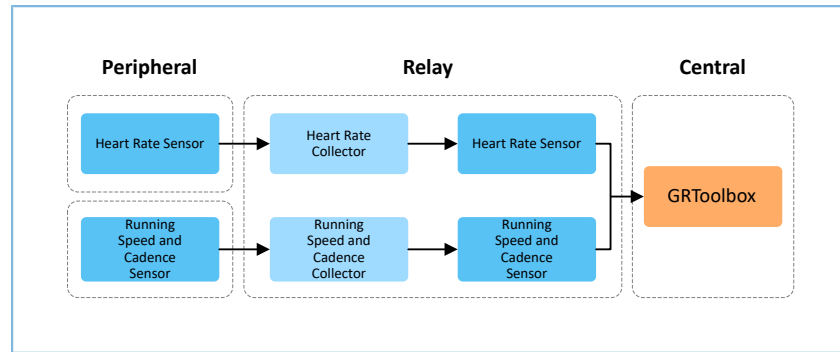 Peripheral
Relay
Central
Heart Rate Sensor
Heart Rate
Collector
Heart Rate Sensor
GRToolbox
Running
Speed and
Cadence
Sensor
Running
Speed and
Cadence
Collector
Running
Speed and
Cadence
Sensor